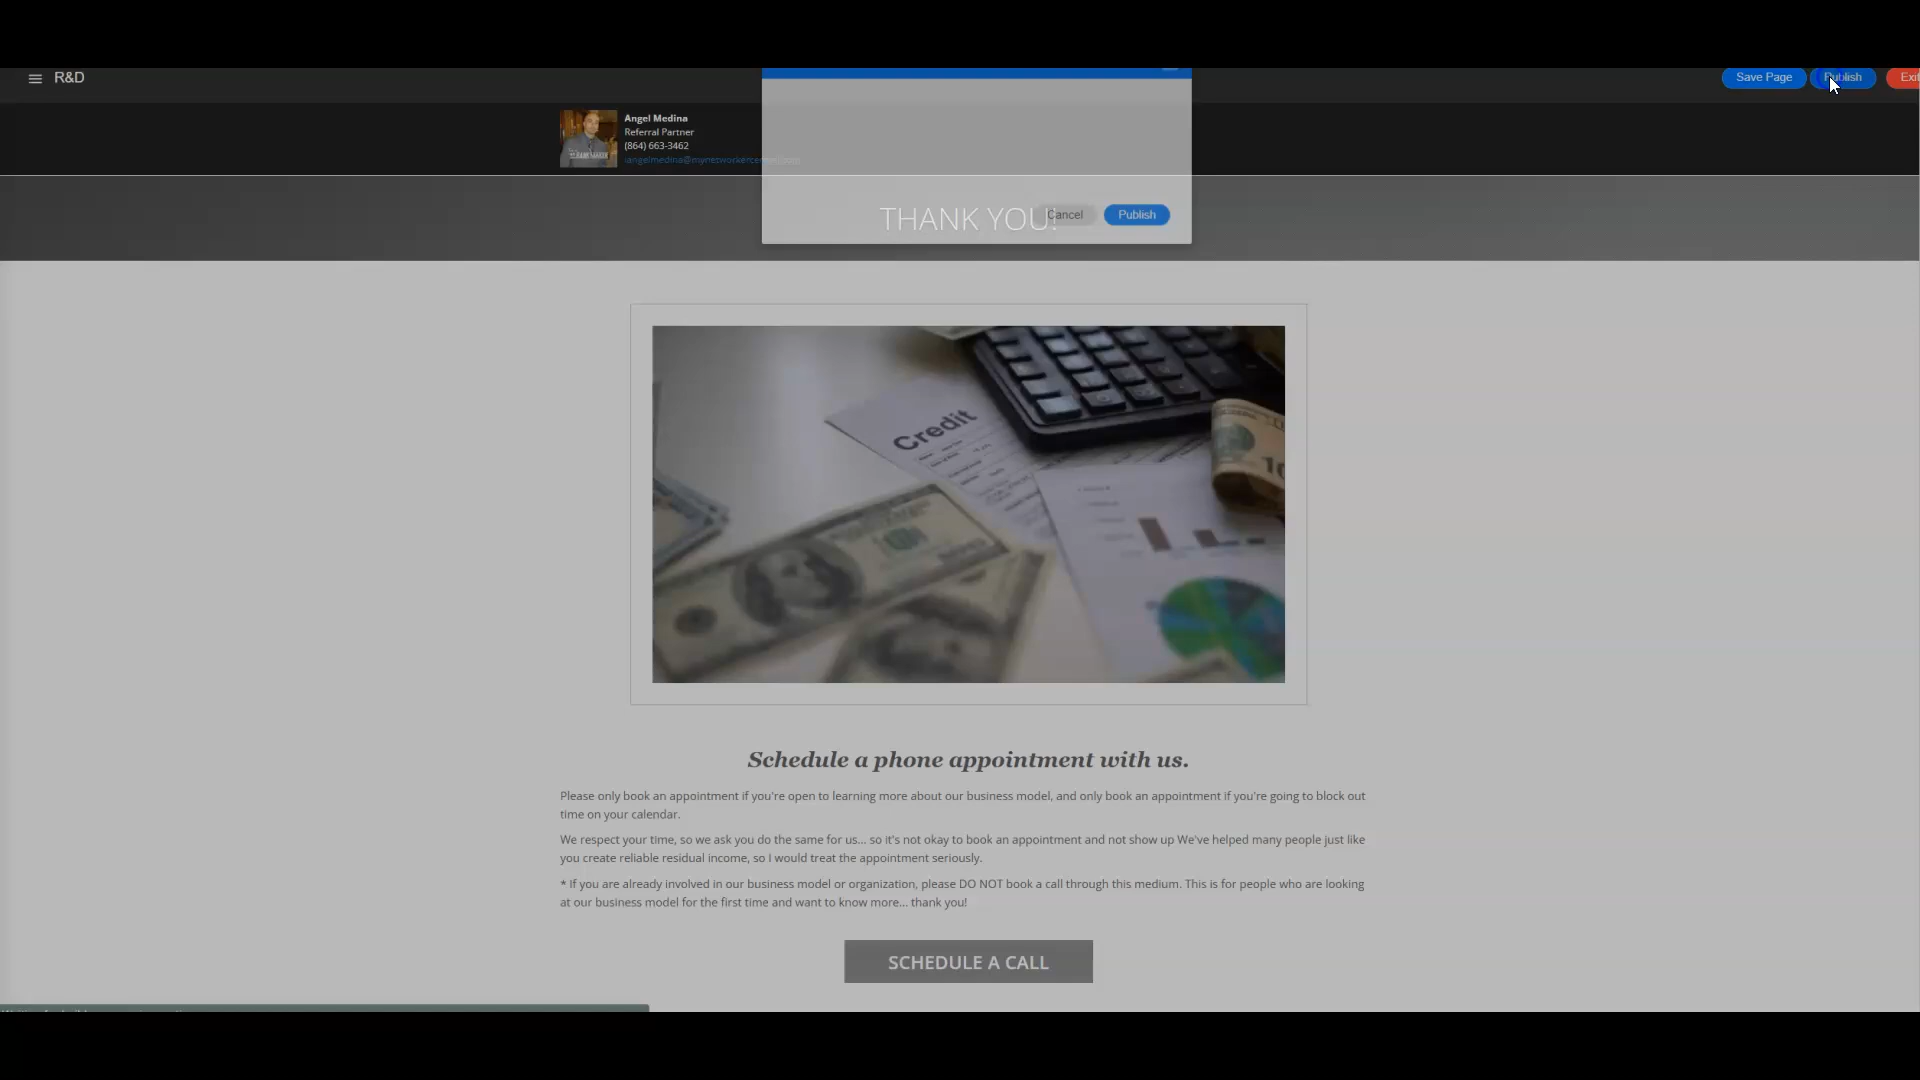 R&D
Save Page
Publish
Exit
Angel Medina
Referral Partner
(864) 663-3462
THANK YOU!
Cancel
Publish
Credit
Schedule a phone appointment with us.
Please only book an appointment if you're open to learning more about our business model, and only book an appointment if you're going to block out
time on your calendar.
We respect your time, so we ask you do the same for us... so it's not okay to book an appointment and not show up We've helped many people just like
you create reliable residual income, so I would treat the appointment seriously.
* If you are already involved in our business model or organization, please DO NOT book a call through this medium. This is for people who are looking
at our business model for the first time and want to know more... thank you!
SCHEDULE A CALL